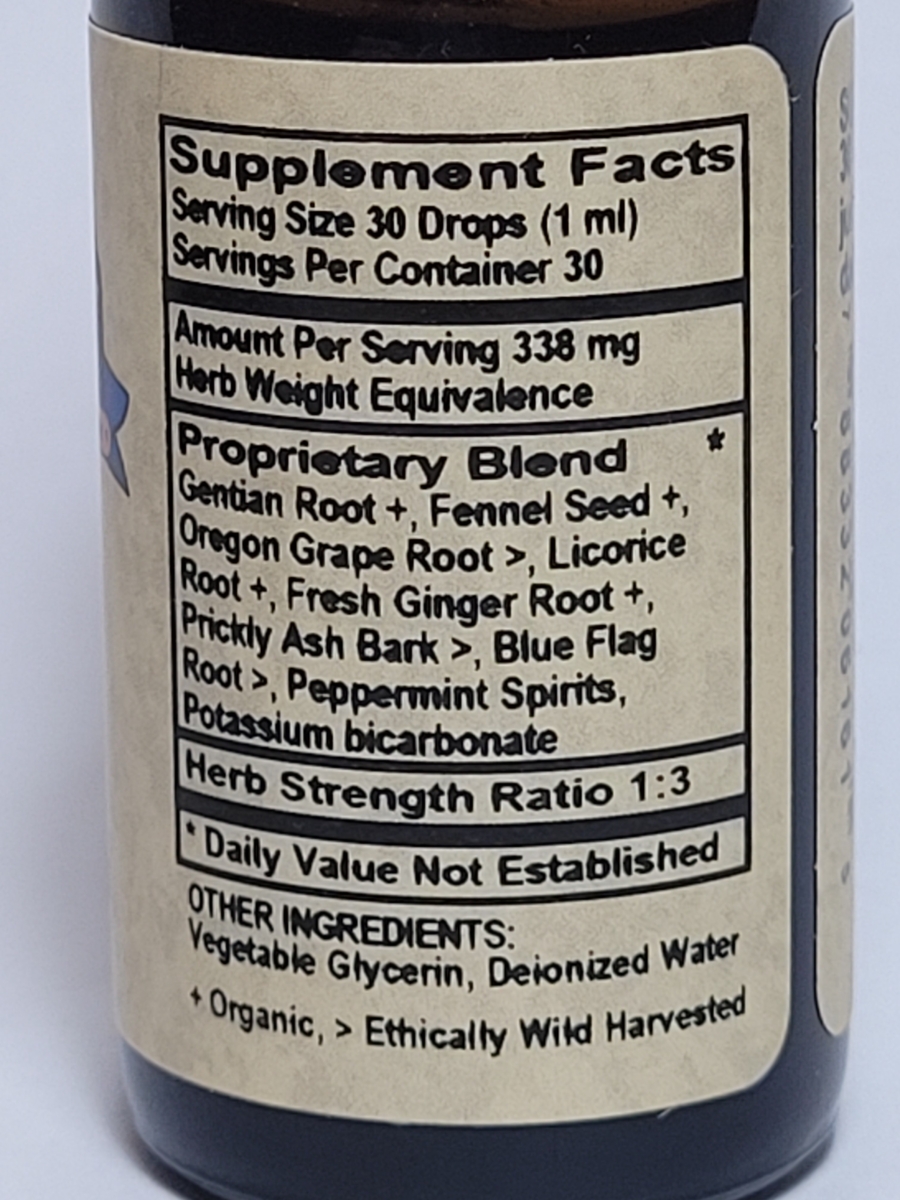 Supplement Facts
Serving Size 30 Drops (1 ml)
Servings Per Container 30
Amount Per Serving 338 mg
Herb Weight Equivalence
Proprietary Blend *
Gentian Root +, Fennel Seed +,
Oregon Grape Root >, Licorice
Root +, Fresh Ginger Root +,
Prickly Ash Bark >, Blue Flag
Root >, Peppermint Spirits,
Potassium bicarbonate
Herb Strength Ratio 1:3
* Daily Value Not Established
OTHER INGREDIENTS:
Vegetable Glycerin, Deionized Water
+ Organic, > Ethically Wild Harvested